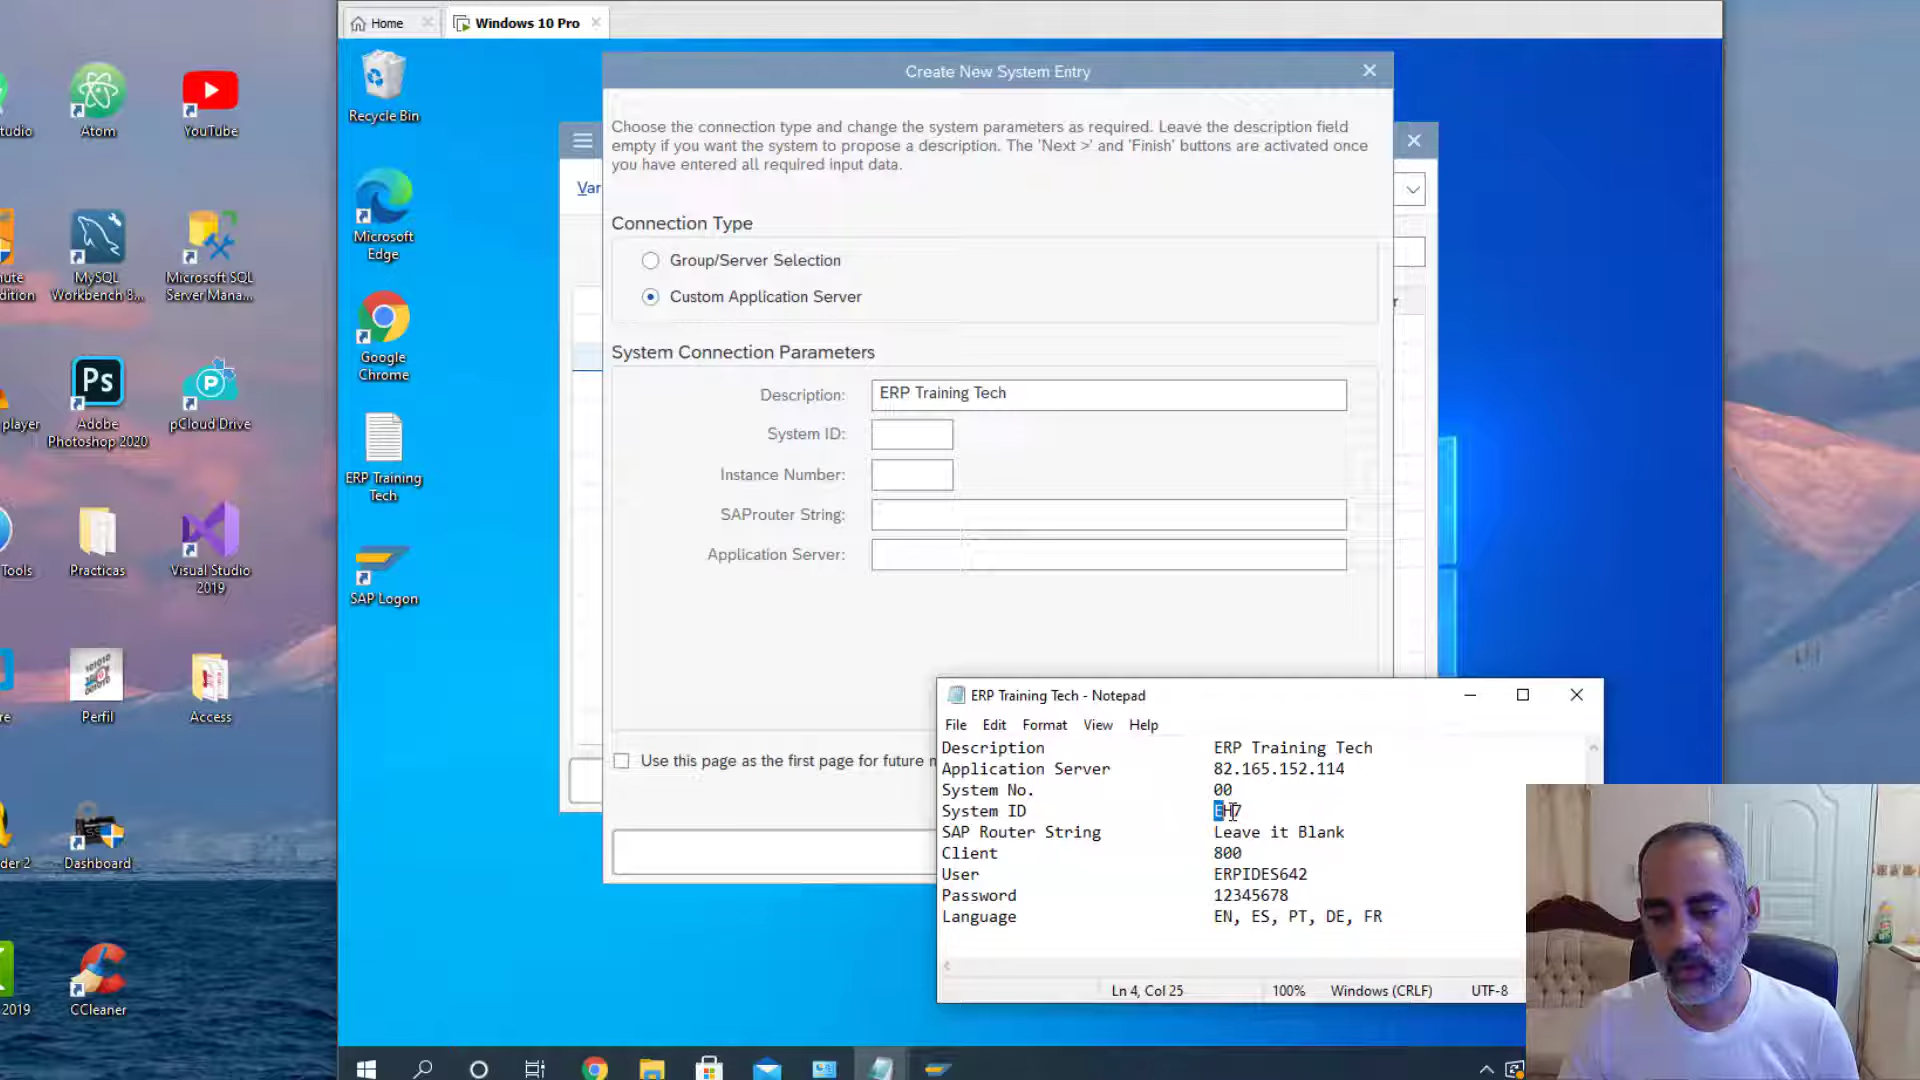 Home
Windows 10 Pro
Recycle Bin
Microsoft
Edge
Google
Chrome
ERP Training
Tech
SAP Logon
Atom
YouTube
MySQL
Workbench 8...
Microsoft SQL
Server Mana...
Ps
Adobe
Photoshop 2020
pCloud Drive
player
Tools
Practicas
Visual Studio
2019
Perfil
Access
Dashboard
2019
CCleaner
Create New System Entry
Choose the connection type and change the system parameters as required. Leave the description field
empty if you want the system to propose a description. The 'Next >' and 'Finish' buttons are activated once
you have entered all required input data.
Connection Type
Group/Server Selection
Custom Application Server
System Connection Parameters
Description: ERP Training Tech
System ID:
Instance Number:
SAProuter String:
Application Server:
Use this page as the first page for future
ERP Training Tech - Notepad
File Edit Format View Help
Description ERP Training Tech
Application Server 82.165.152.114
System No. 00
System ID EH7
SAP Router String Leave it Blank
Client 800
User ERPIDES642
Password 12345678
Language EN, ES, PT, DE, FR
Ln 4, Col 25 100% Windows (CRLF) UTF-8